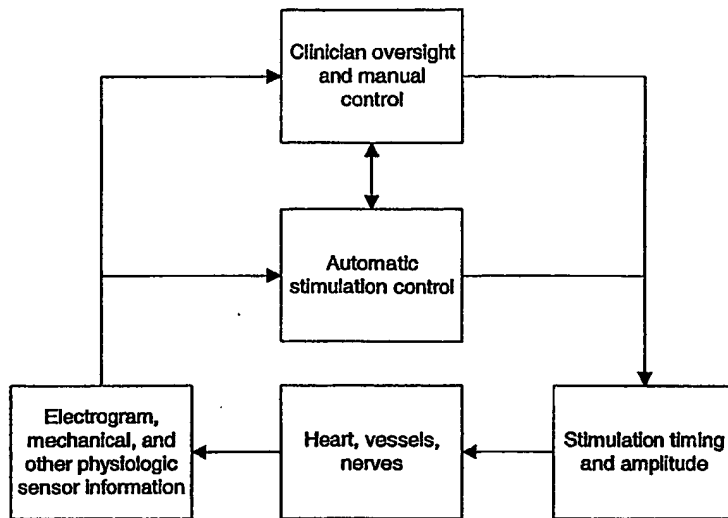 Clinician oversight
and manual
control
Automatic
stimulation control
Electrogram,
mechanical, and
other physiologic
sensor information
Heart, vessels,
nerves
Stimulation timing
and amplitude